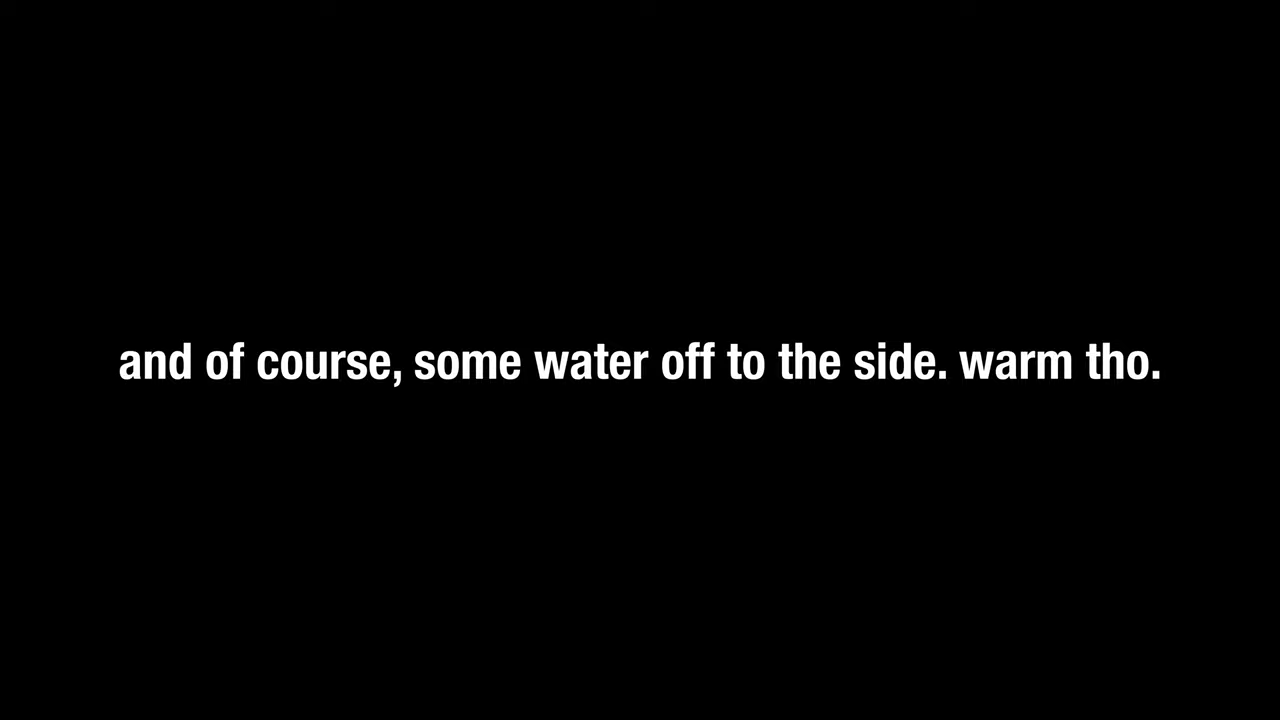 and of course, some water off to the side. warm tho.